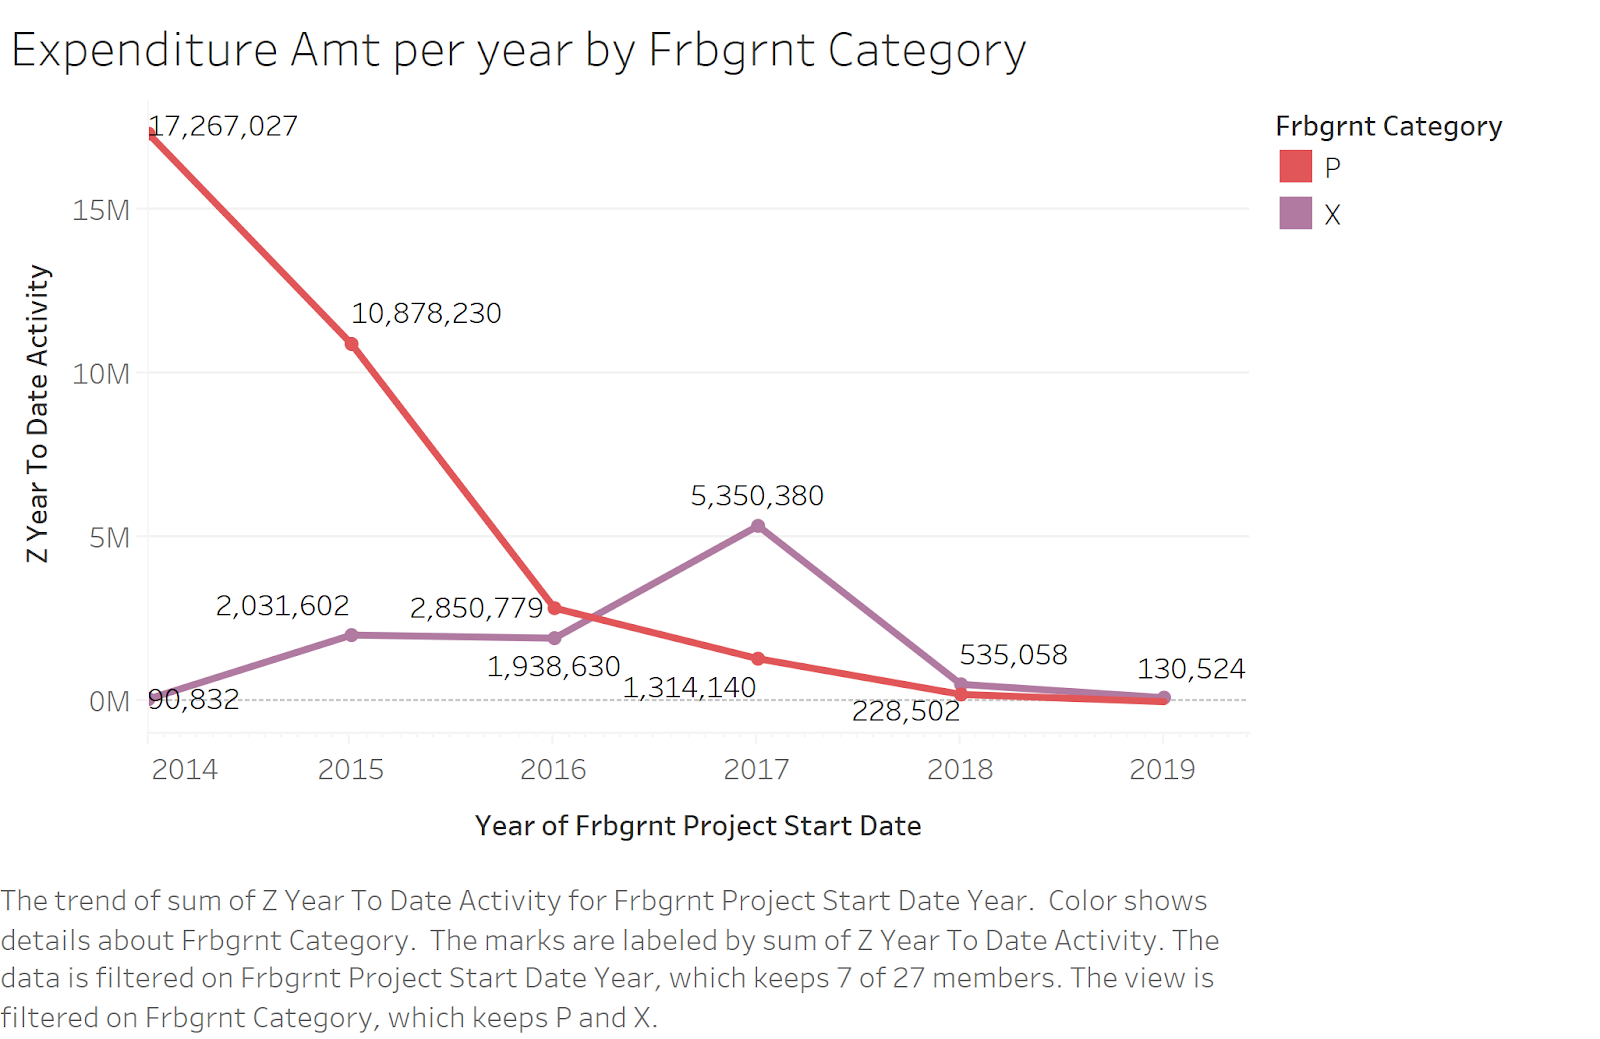 Expenditure Amt per year by Frbgrnt Category
17,267,027
Frbgrnt Category
P
X
15M
10,878,230
10M
Z Year To Date Activity
5,350,380
5M
2,031,602
2,850,779
1,938,630
535,058
130,524
1,314,140
90,832
0M
228,502
2014 2015 2016 2017 2018 2019
Year of Frbgrnt Project Start Date
The trend of sum of Z Year To Date Activity for Frbgrnt Project Start Date Year.  Color shows
details about Frbgrnt Category.  The marks are labeled by sum of Z Year To Date Activity. The
data is filtered on Frbgrnt Project Start Date Year, which keeps 7 of 27 members. The view is
filtered on Frbgrnt Category, which keeps P and X.